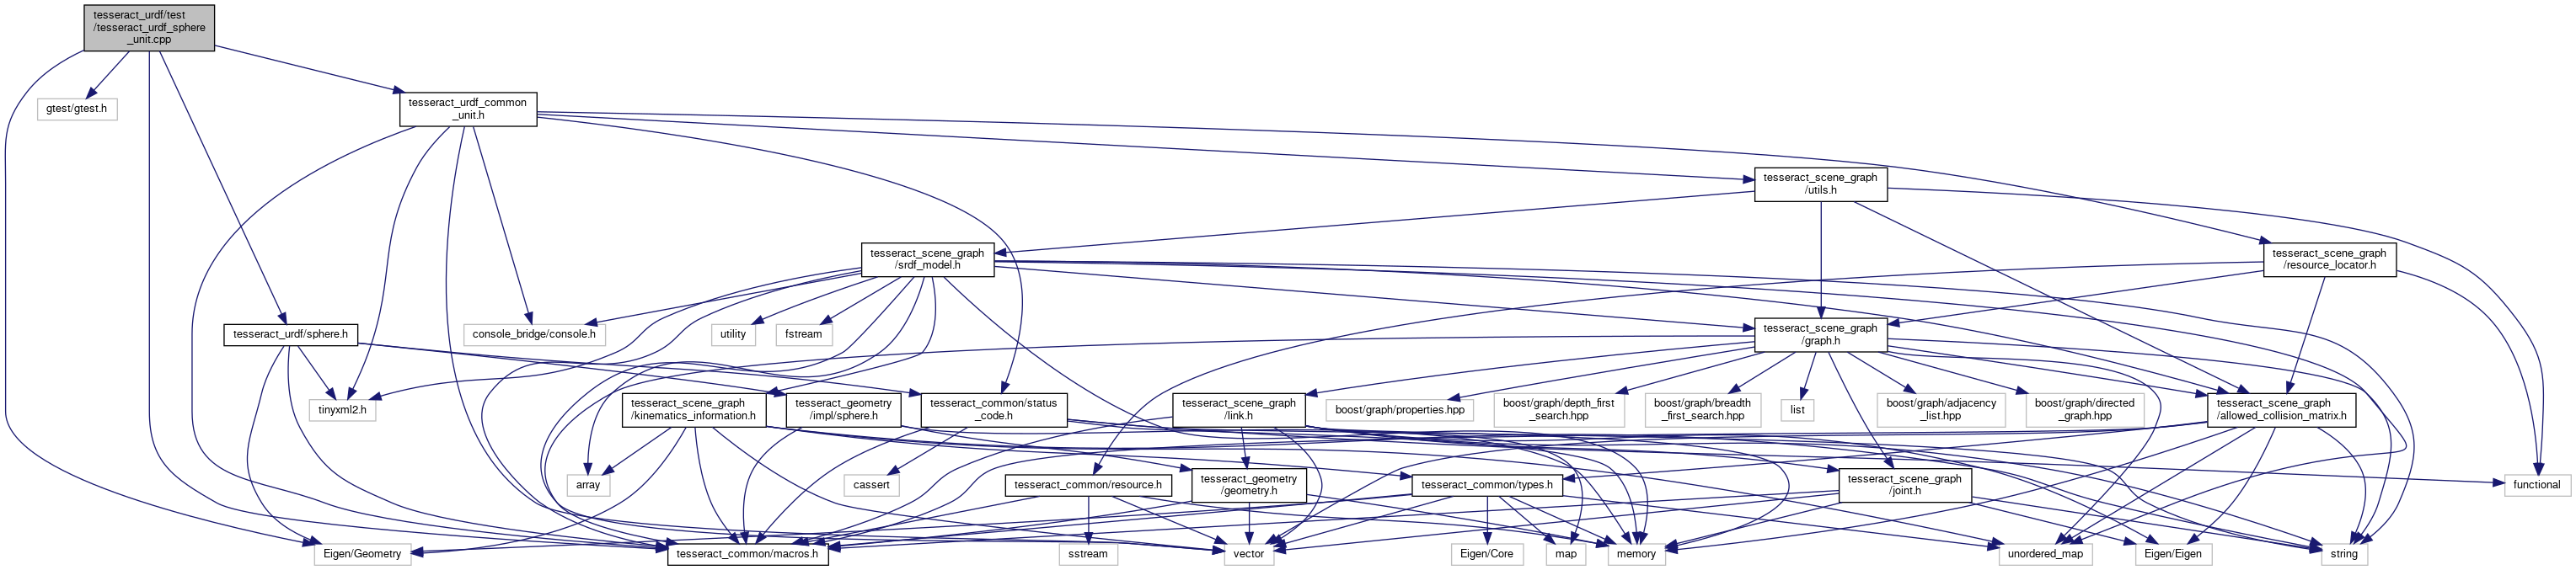 tesseract_urdf/test
/tesseract_urdf_sphere
_unit.cpp
gtest/gtest.h
tesseract_urdf_common
_unit.h
tesseract_scene_graph
/utils.h
tesseract_scene_graph
/srdf_model.h
tesseract_scene_graph
/resource_locator.h
tesseract_urdf/sphere.h
console_bridge/console.h
utility
fstream
tesseract_scene_graph
/graph.h
tinyxml2.h
tesseract_scene_graph
/kinematics_information.h
tesseract_geometry
/impl/sphere.h
tesseract_common/status
_code.h
tesseract_scene_graph
/link.h
boost/graph/properties.hpp
boost/graph/depth_first
_search.hpp
boost/graph/breadth
_first_search.hpp
list
boost/graph/adjacency
_list.hpp
boost/graph/directed
_graph.hpp
tesseract_scene_graph
/allowed_collision_matrix.h
array
cassert
tesseract_common/resource.h
tesseract_geometry
/geometry.h
tesseract_common/types.h
tesseract_scene_graph
/joint.h
functional
Eigen/Geometry
tesseract_common/macros.h
sstream
vector
Eigen/Core
map
memory
unordered_map
Eigen/Eigen
string